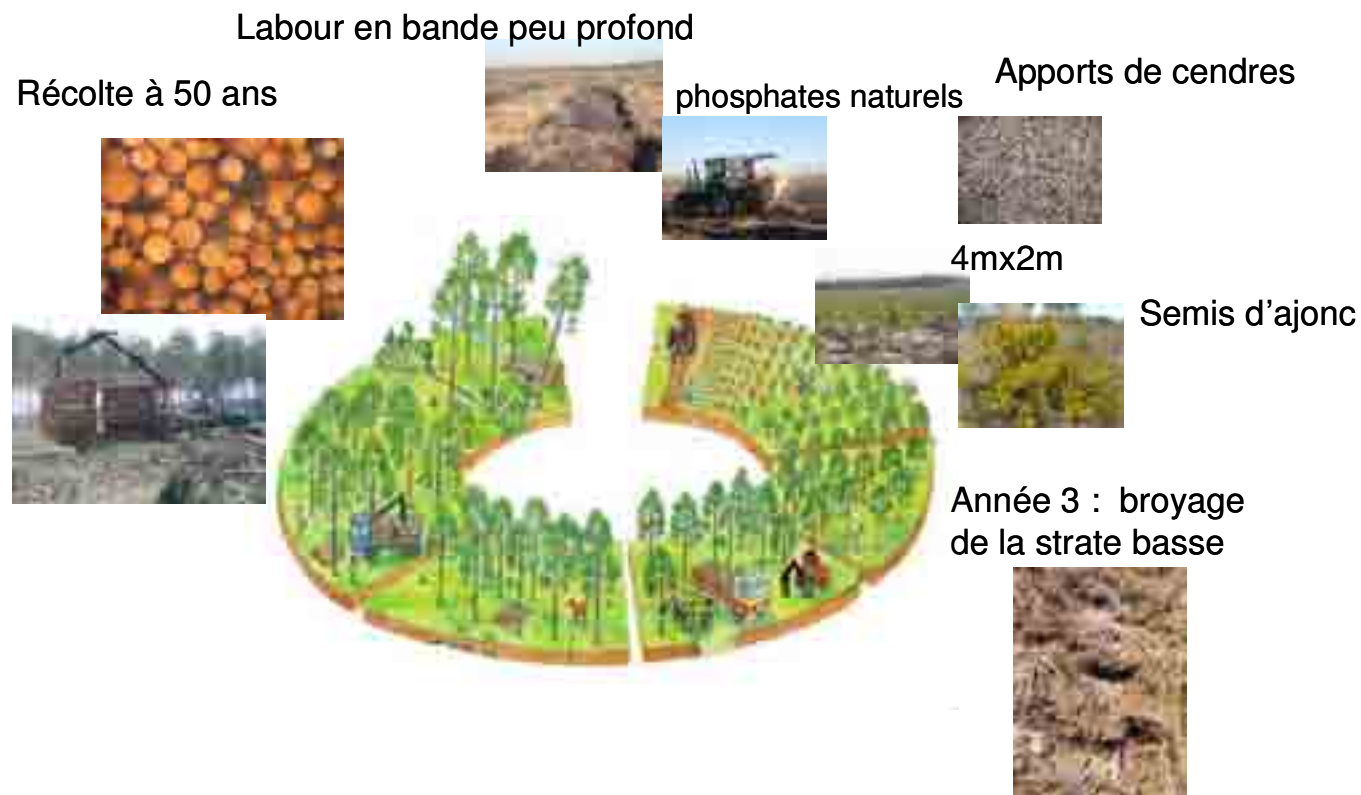 Labour en bande peu profond
Récolte à 50 ans
phosphates naturels
Apports de cendres
4mx2m
Semis d'ajonc
Année 3 : broyage
de la strate basse